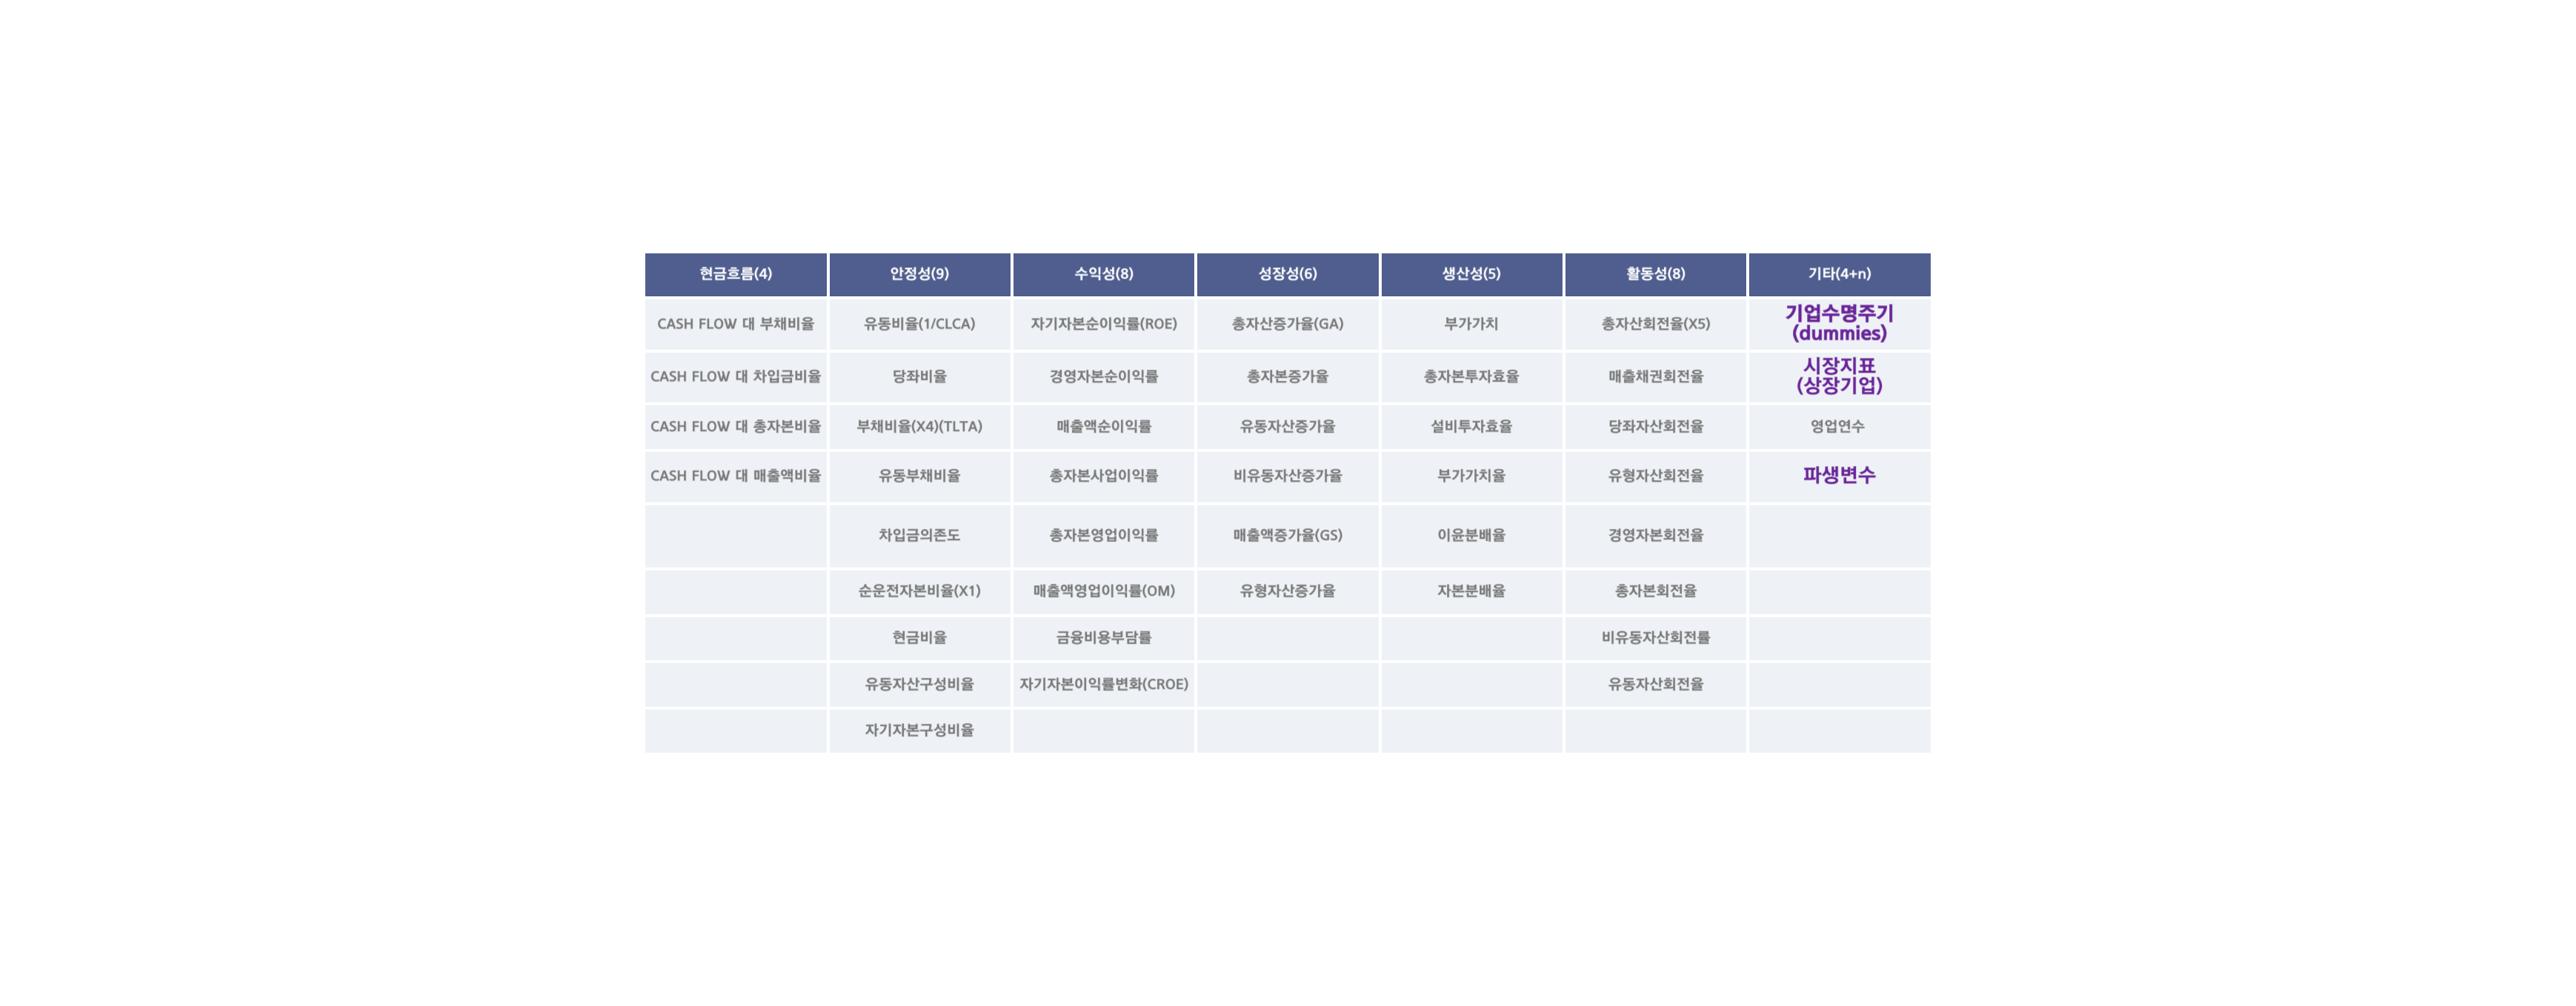 현금흐름(4) 안정성(9) 수익성(8) 성장성(6) 생산성(5) 활동성(8) 기타(4+n)
CASH FLOW 대 부채비율 유동비율(1/CLCA) 자기자본순이익률(ROE) 총자산증가율(GA) 부가가치 총자산회전율(X5) 기업수명주기
(dummies)
CASH FLOW 대 차입금비율 당좌비율 경영자본순이익률 총자본증가율 총자본투자효율 매출채권회전율 시장지표
(상장기업)
CASH FLOW 대 총자본비율 부채비율(X4)(TLTA) 매출액순이익률 유동자산증가율 설비투자효율 당좌자산회전율 영업연수
CASH FLOW 대 매출액비율 유동부채비율 총자본사업이익률 비유동자산증가율 부가가치율 유형자산회전율 파생변수
차입금의존도 총자본영업이익률 매출액증가율(GS) 이윤분배율 경영자본회전율
순운전자본비율(X1) 매출액영업이익률(OM) 유형자산증가율 자본분배율 총자본회전율
현금비율 금융비용부담률 비유동자산회전률
유동자산구성비율 자기자본이익률변화(CROE) 유동자산회전율
자기자본구성비율